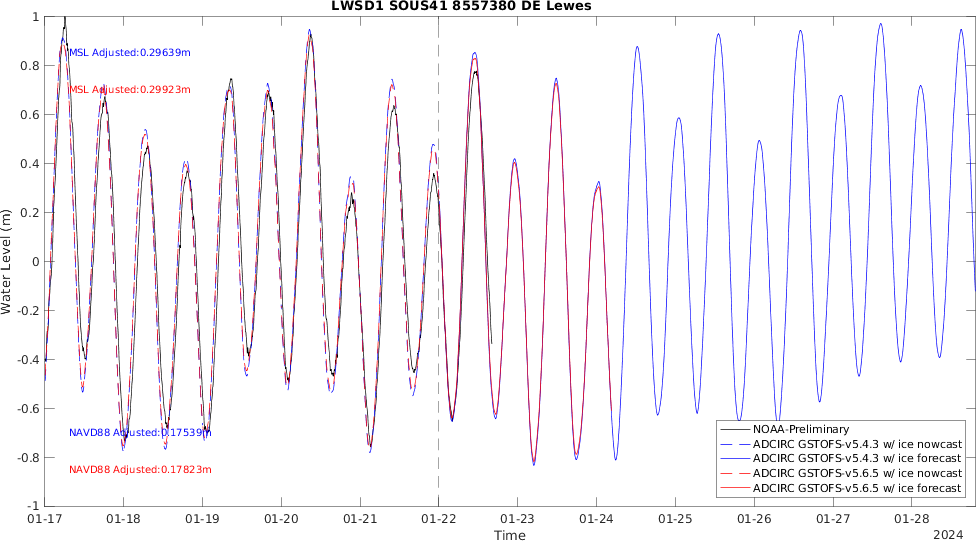 LWSD1 SOUS41 8557380 DE Lewes
Water Level (m)
1
0.8
0.6
0.4
0.2
0
-0.2
-0.4
-0.6
-0.8
-1
MSL Adjusted:0.29639m
MSL Adjusted:0.29923m
NAVD88 Adjusted:0.17539m
NAVD88 Adjusted:0.17823m
NOAA-Preliminary
ADCIRC GSTOFS-v5.4.3 w/ ice nowcast
ADCIRC GSTOFS-v5.4.3 w/ ice forecast
ADCIRC GSTOFS-v5.6.5 w/ ice nowcast
ADCIRC GSTOFS-v5.6.5 w/ ice forecast
01-17 01-18 01-19 01-20 01-21 01-22 01-23 01-24 01-25 01-26 01-27 01-28
Time
2024